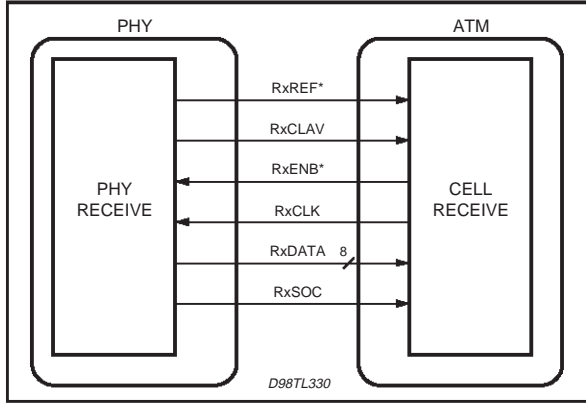 PHY
ATM
RxREF*
RxCLAV
RxENB*
RxCLK
RxDATA 8
RxSOC
PHY
RECEIVE
CELL
RECEIVE
D98TL330